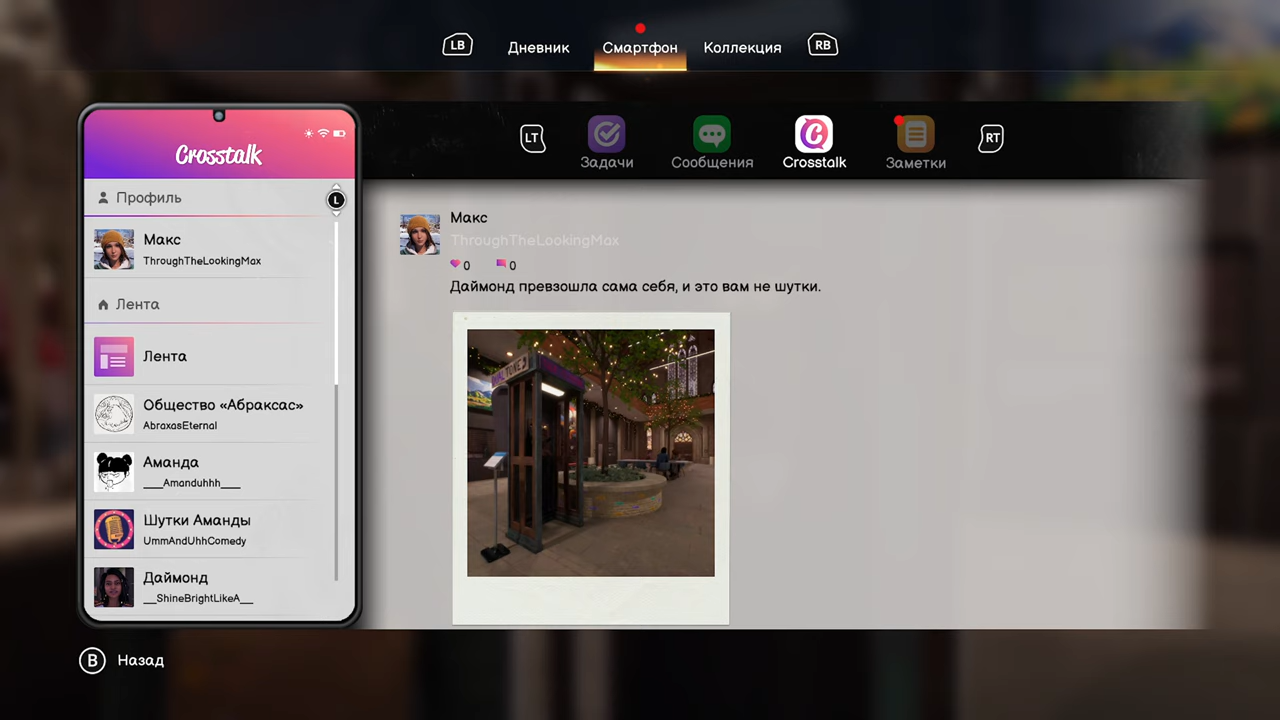 LB
Дневник
Смартфон
Коллекция
RB
Crosstalk
Профиль
L
Макс
ThroughTheLookingMax
Лента
Лента
Общество «Абраксас»
AbraxasEternal
Аманда
___Amanduhhh___
Шутки Аманды
UmmAndUhhComedy
Даймонд
__ShineBrightLikeA__
LT
Задачи
Сообщения
Crosstalk
Заметки
RT
Макс
ThroughTheLookingMax
0
0
Даймонд превзошла сама себя, и это вам не шутки.
B
Назад